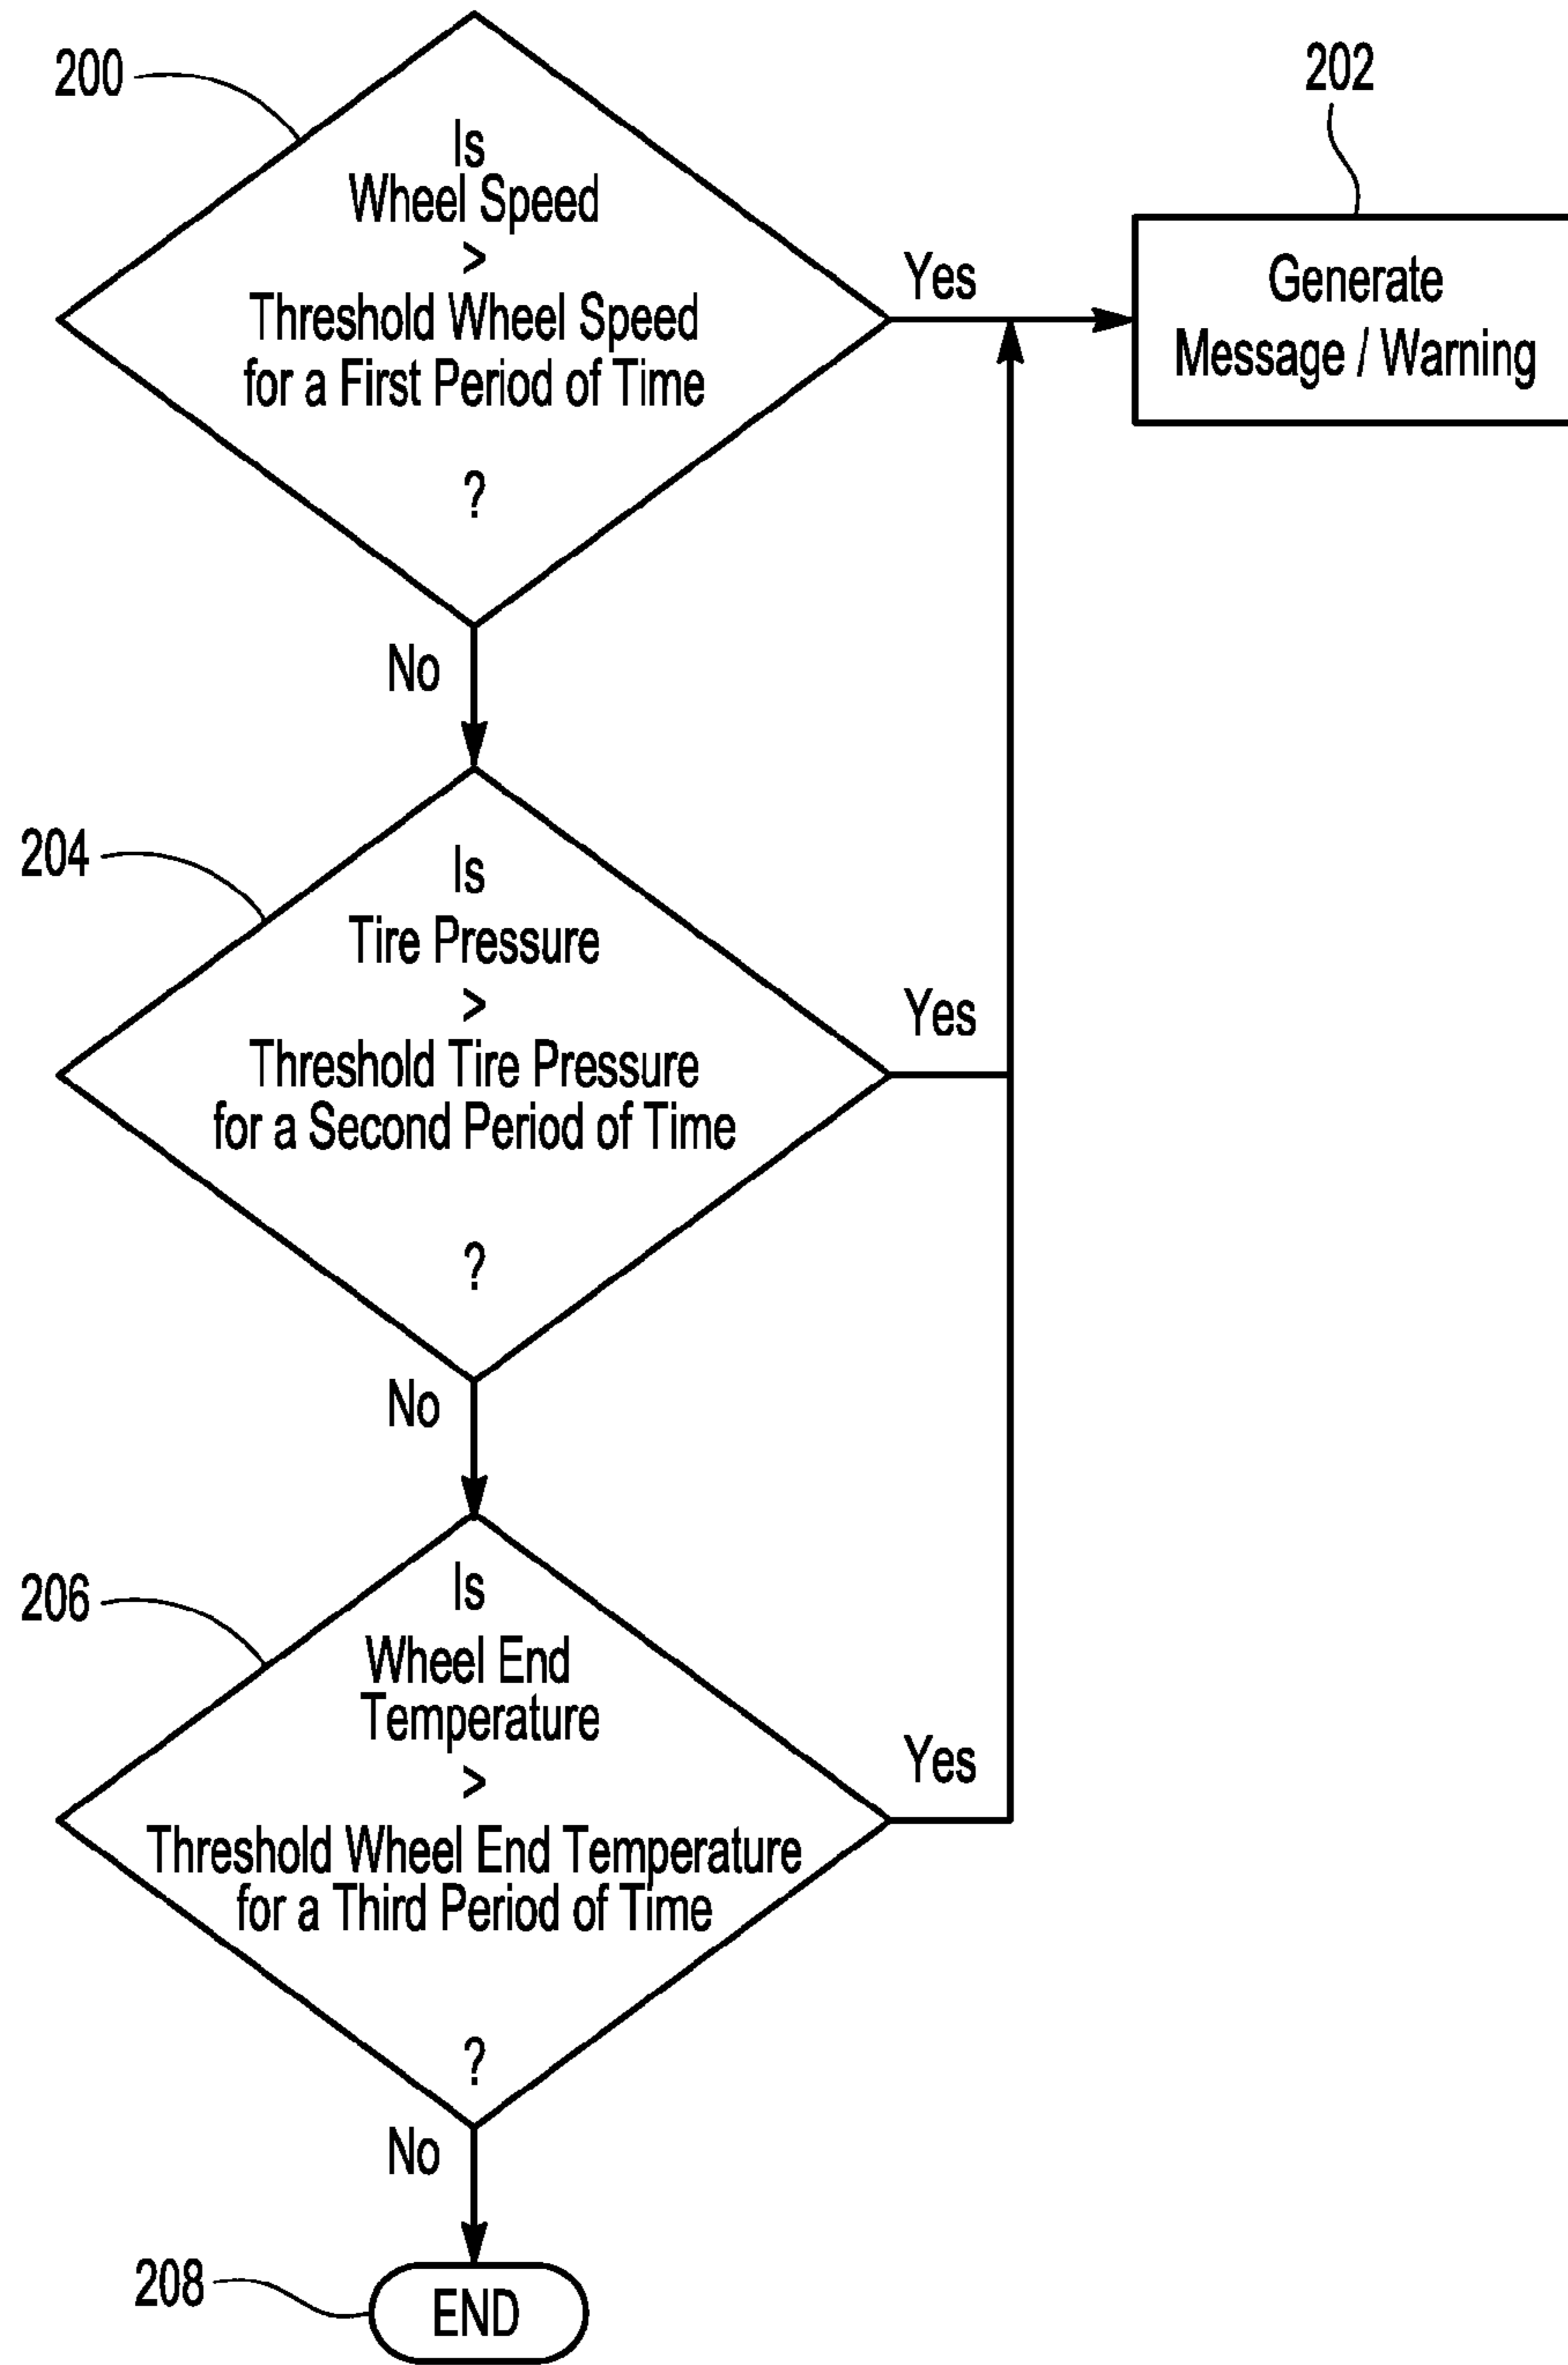 200
202
Is
Wheel Speed
>
Threshold Wheel Speed
for a First Period of Time
?
Yes
Generate
Message / Warning
No
204
Is
Tire Pressure
>
Threshold Tire Pressure
for a Second Period of Time
?
Yes
No
206
Is
Wheel End
Temperature
>
Threshold Wheel End Temperature
for a Third Period of Time
?
Yes
No
208
END